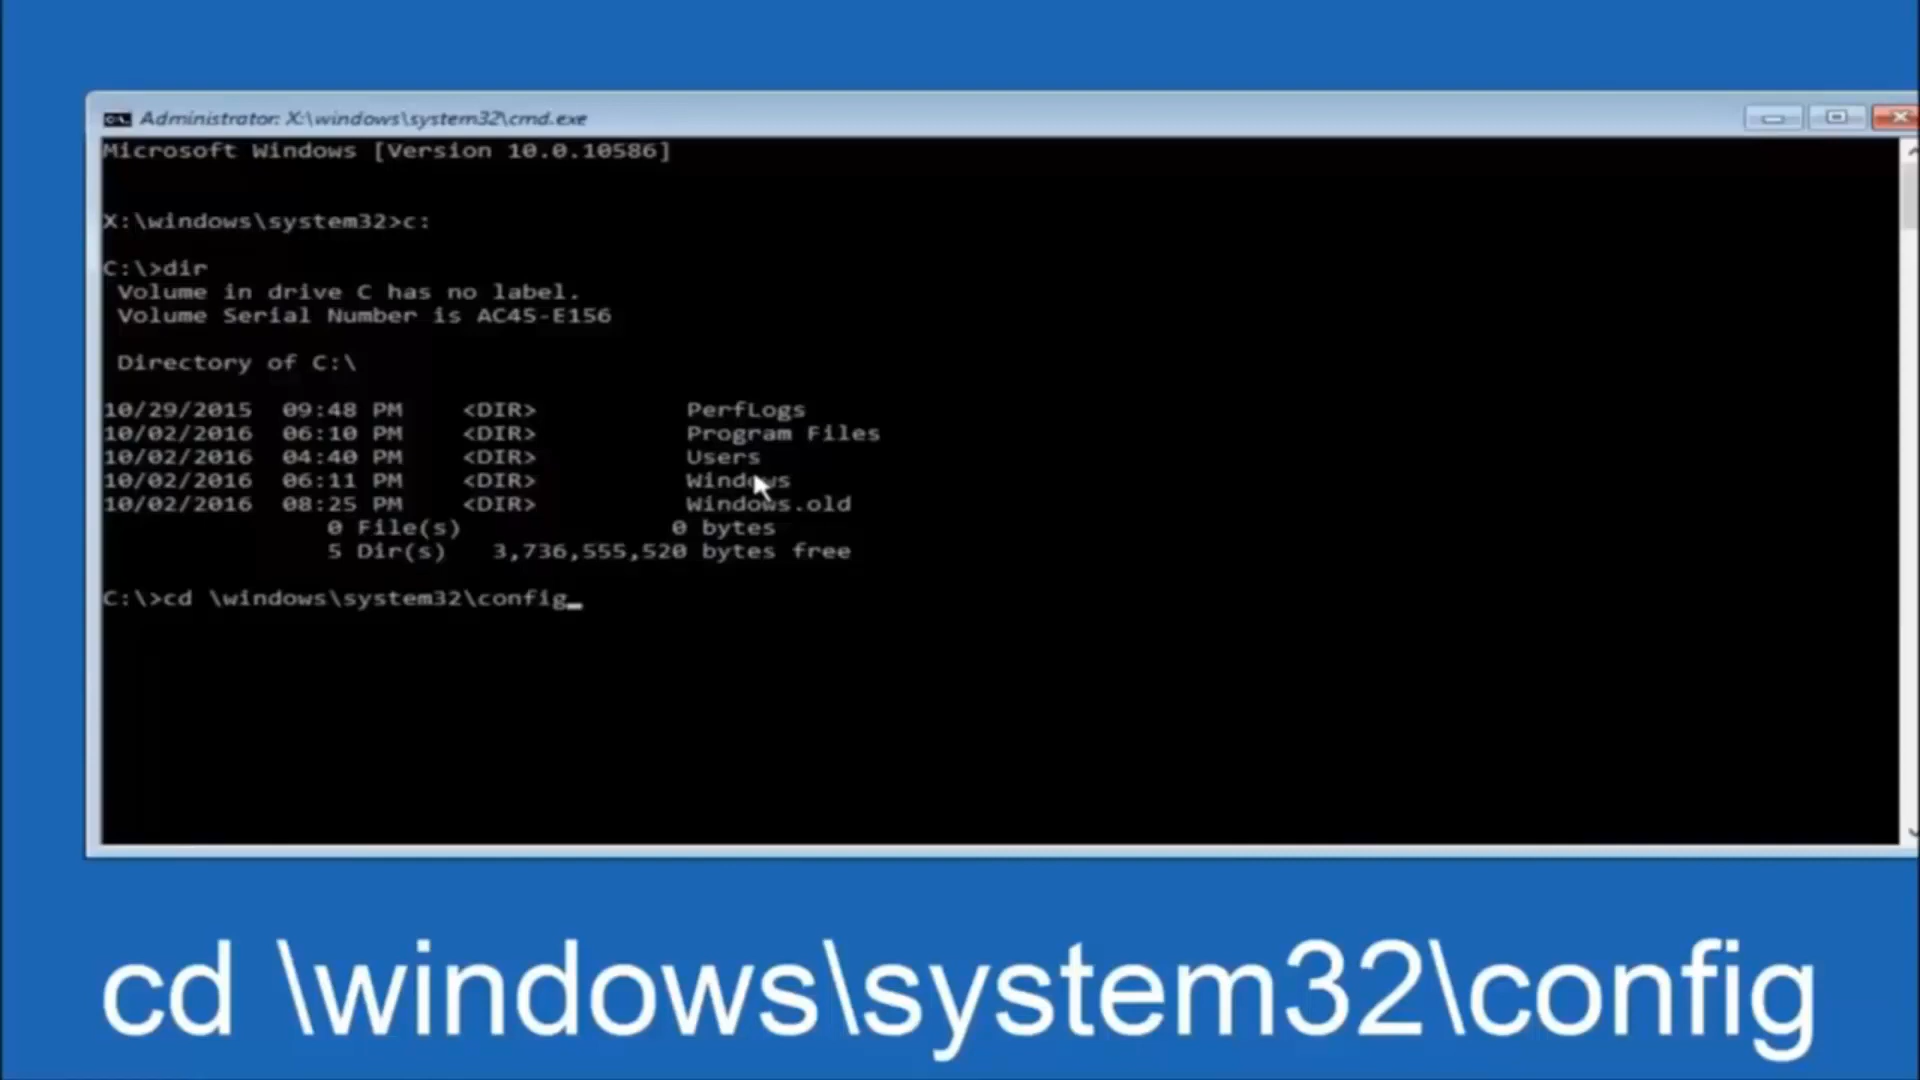 Administrator: X:\windows\system32\cmd.exe
Microsoft Windows [Version 10.0.10586]
X:\windows\system32>c:
C:\>dir
Volume in drive C has no label.
Volume Serial Number is AC45-E156
Directory of C:\
10/29/2015 09:48 PM <DIR> PerfLogs
10/02/2016 06:10 PM <DIR> Program Files
10/02/2016 04:40 PM <DIR> Users
10/02/2016 06:11 PM <DIR> Windows
10/02/2016 08:25 PM <DIR> Windows.old
0 File(s) 0 bytes
5 Dir(s) 3,736,555,520 bytes free
C:\>cd \windows\system32\config
cd \windows\system32\config